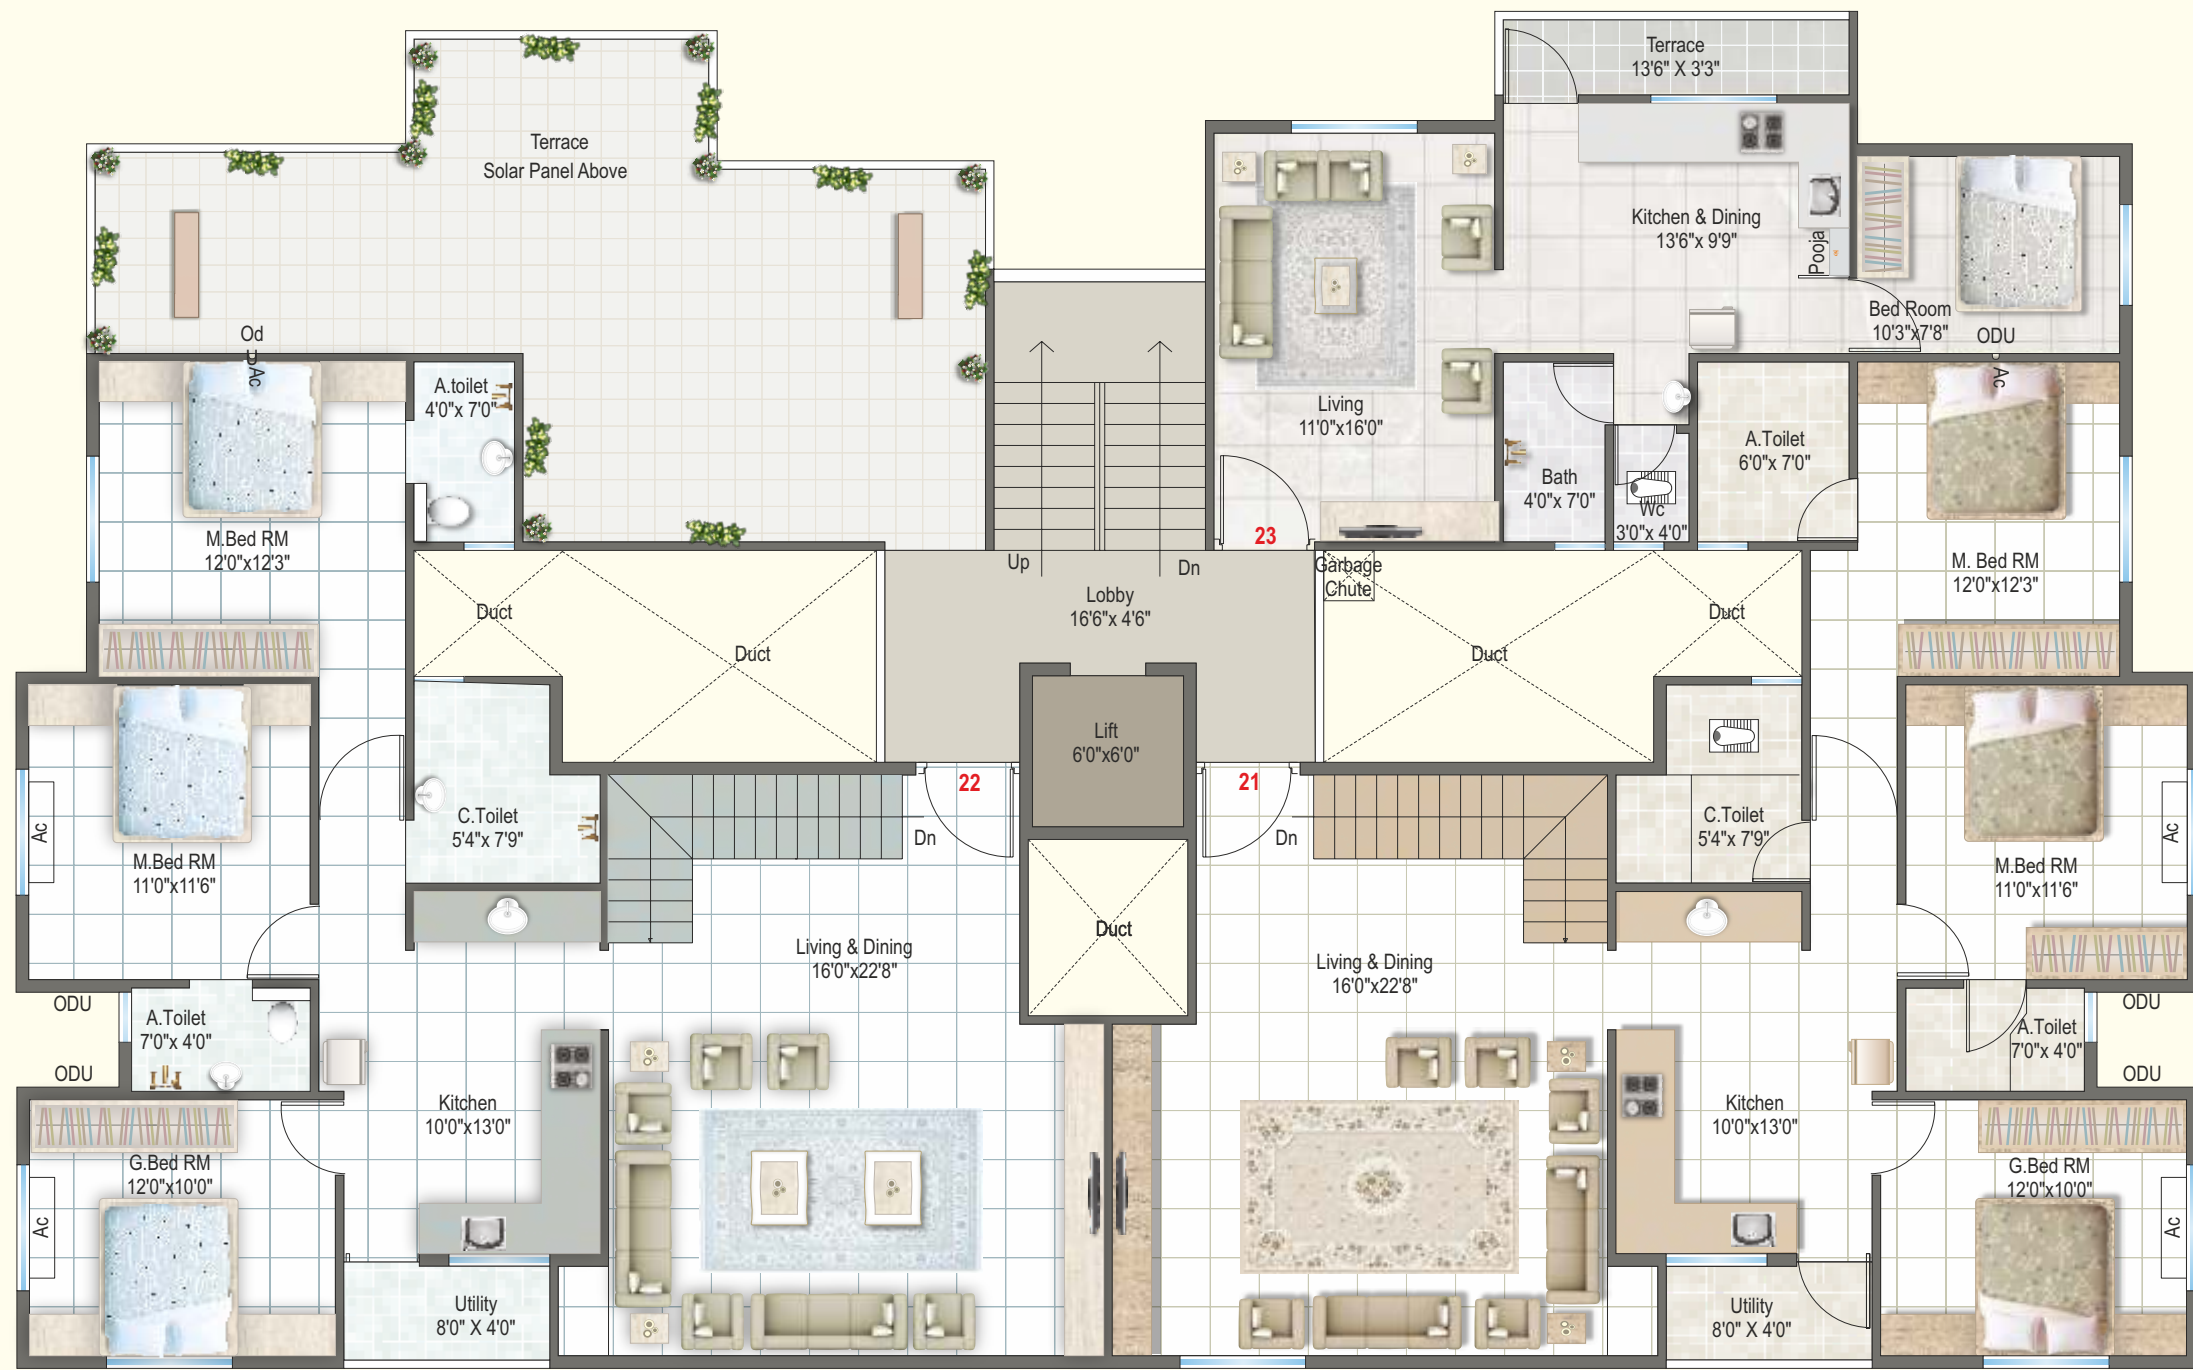 Terrace
13'6" X 3'3"
Terrace
Solar Panel Above
Kitchen & Dining
13'6"x 9'9"
Pooja
Bed Room
10'3"x7'8"
ODU
Ac
Od
Ac
A.toilet
4'0"x 7'0"
Living
11'0"x16'0"
A.Toilet
6'0"x 7'0"
Bath
4'0"x 7'0"
Wc
3'0"x 4'0"
M.Bed RM
12'0"x12'3"
23
M. Bed RM
12'0"x12'3"
Up
Dn
Garbage
Chute
Lobby
16'6"x 4'6"
Duct
Duct
Duct
Duct
Lift
6'0"x6'0"
22
21
C.Toilet
5'4"x 7'9"
Dn
Dn
C.Toilet
5'4"x 7'9"
Ac
M.Bed RM
11'0"x11'6"
M.Bed RM
11'0"x11'6"
Ac
Duct
Living & Dining
16'0"x22'8"
Living & Dining
16'0"x22'8"
ODU
A.Toilet
7'0"x 4'0"
ODU
ODU
A.Toilet
7'0"x 4'0"
ODU
Kitchen
10'0"x13'0"
Kitchen
10'0"x13'0"
G.Bed RM
12'0"x10'0"
Ac
G.Bed RM
12'0"x10'0"
Ac
Utility
8'0" X 4'0"
Utility
8'0" X 4'0"